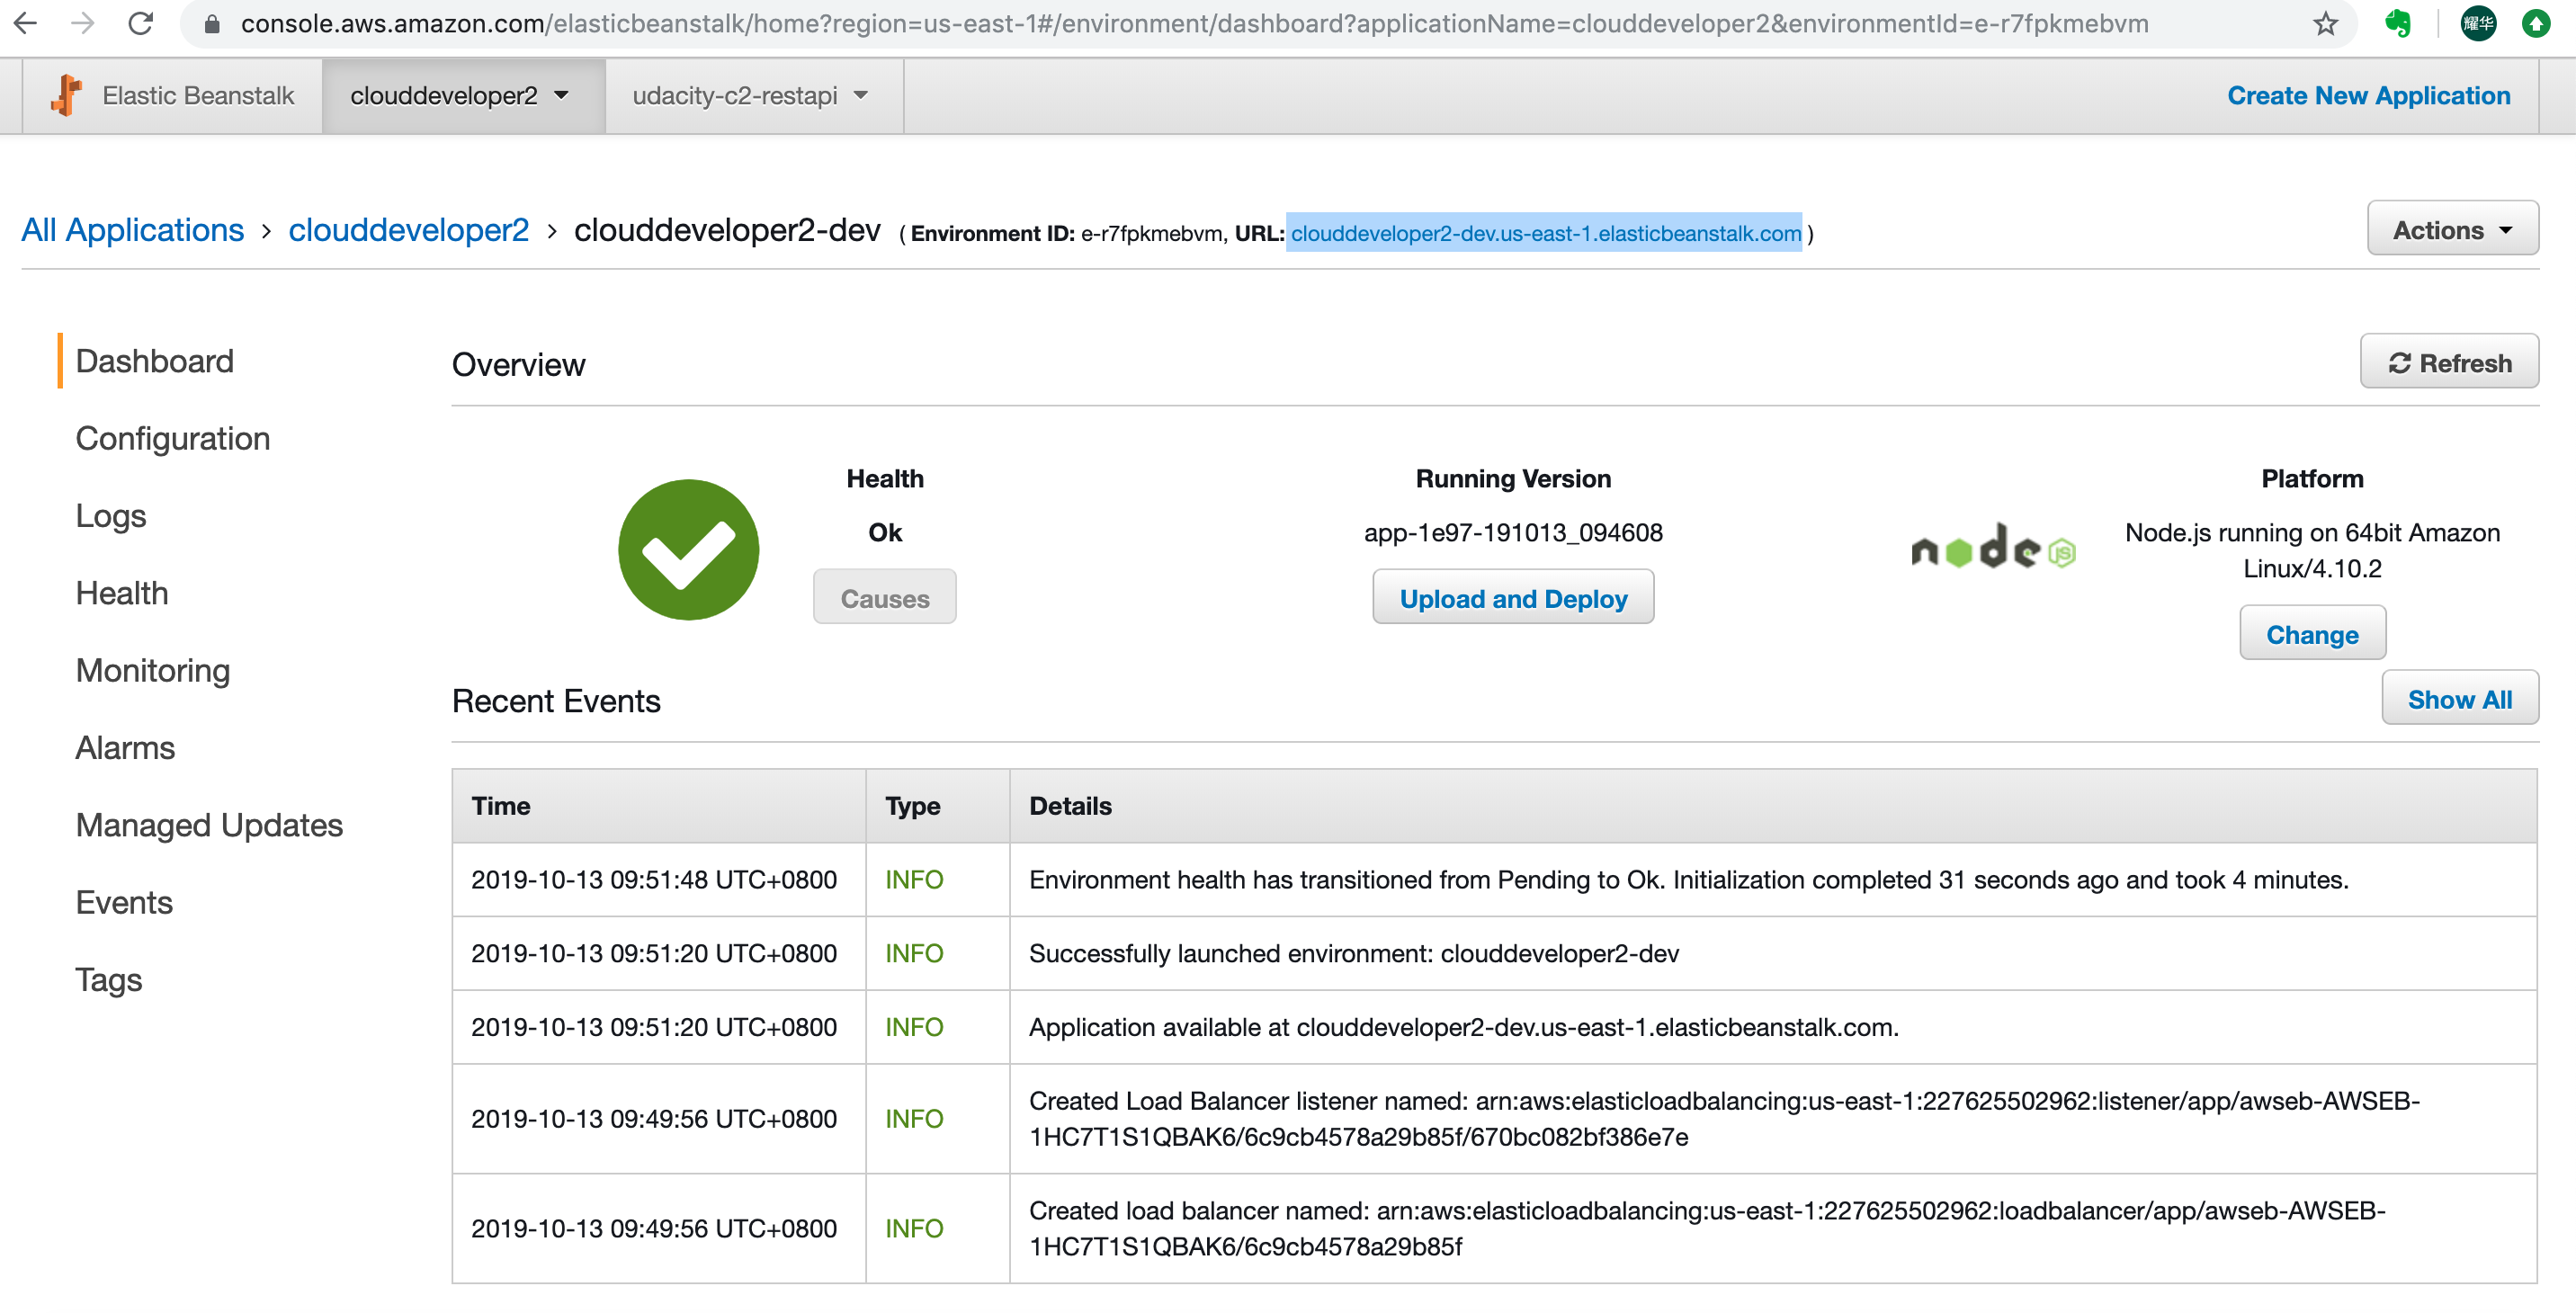 console.aws.amazon.com/elasticbeanstalk/home?region=us-east-1#/environment/dashboard?applicationName=clouddeveloper2&environmentId=e-r7fpkmebvm
耀华
Elastic Beanstalk
clouddeveloper2
udacity-c2-restapi
Create New Application
All Applications > clouddeveloper2 > clouddeveloper2-dev ( Environment ID: e-r7fpkmebvm, URL: clouddeveloper2-dev.us-east-1.elasticbeanstalk.com )
Actions
Dashboard
Configuration
Logs
Health
Monitoring
Alarms
Managed Updates
Events
Tags
Overview
Refresh
Health
Ok
Causes
Running Version
app-1e97-191013_094608
Upload and Deploy
node JS
Platform
Node.js running on 64bit Amazon
Linux/4.10.2
Change
Recent Events
Show All
Time Type Details
2019-10-13 09:51:48 UTC+0800 INFO Environment health has transitioned from Pending to Ok. Initialization completed 31 seconds ago and took 4 minutes.
2019-10-13 09:51:20 UTC+0800 INFO Successfully launched environment: clouddeveloper2-dev
2019-10-13 09:51:20 UTC+0800 INFO Application available at clouddeveloper2-dev.us-east-1.elasticbeanstalk.com.
2019-10-13 09:49:56 UTC+0800 INFO Created Load Balancer listener named: arn:aws:elasticloadbalancing:us-east-1:227625502962:listener/app/awseb-AWSEB-
1HC7T1S1QBAK6/6c9cb4578a29b85f/670bc082bf386e7e
2019-10-13 09:49:56 UTC+0800 INFO Created load balancer named: arn:aws:elasticloadbalancing:us-east-1:227625502962:loadbalancer/app/awseb-AWSEB-
1HC7T1S1QBAK6/6c9cb4578a29b85f